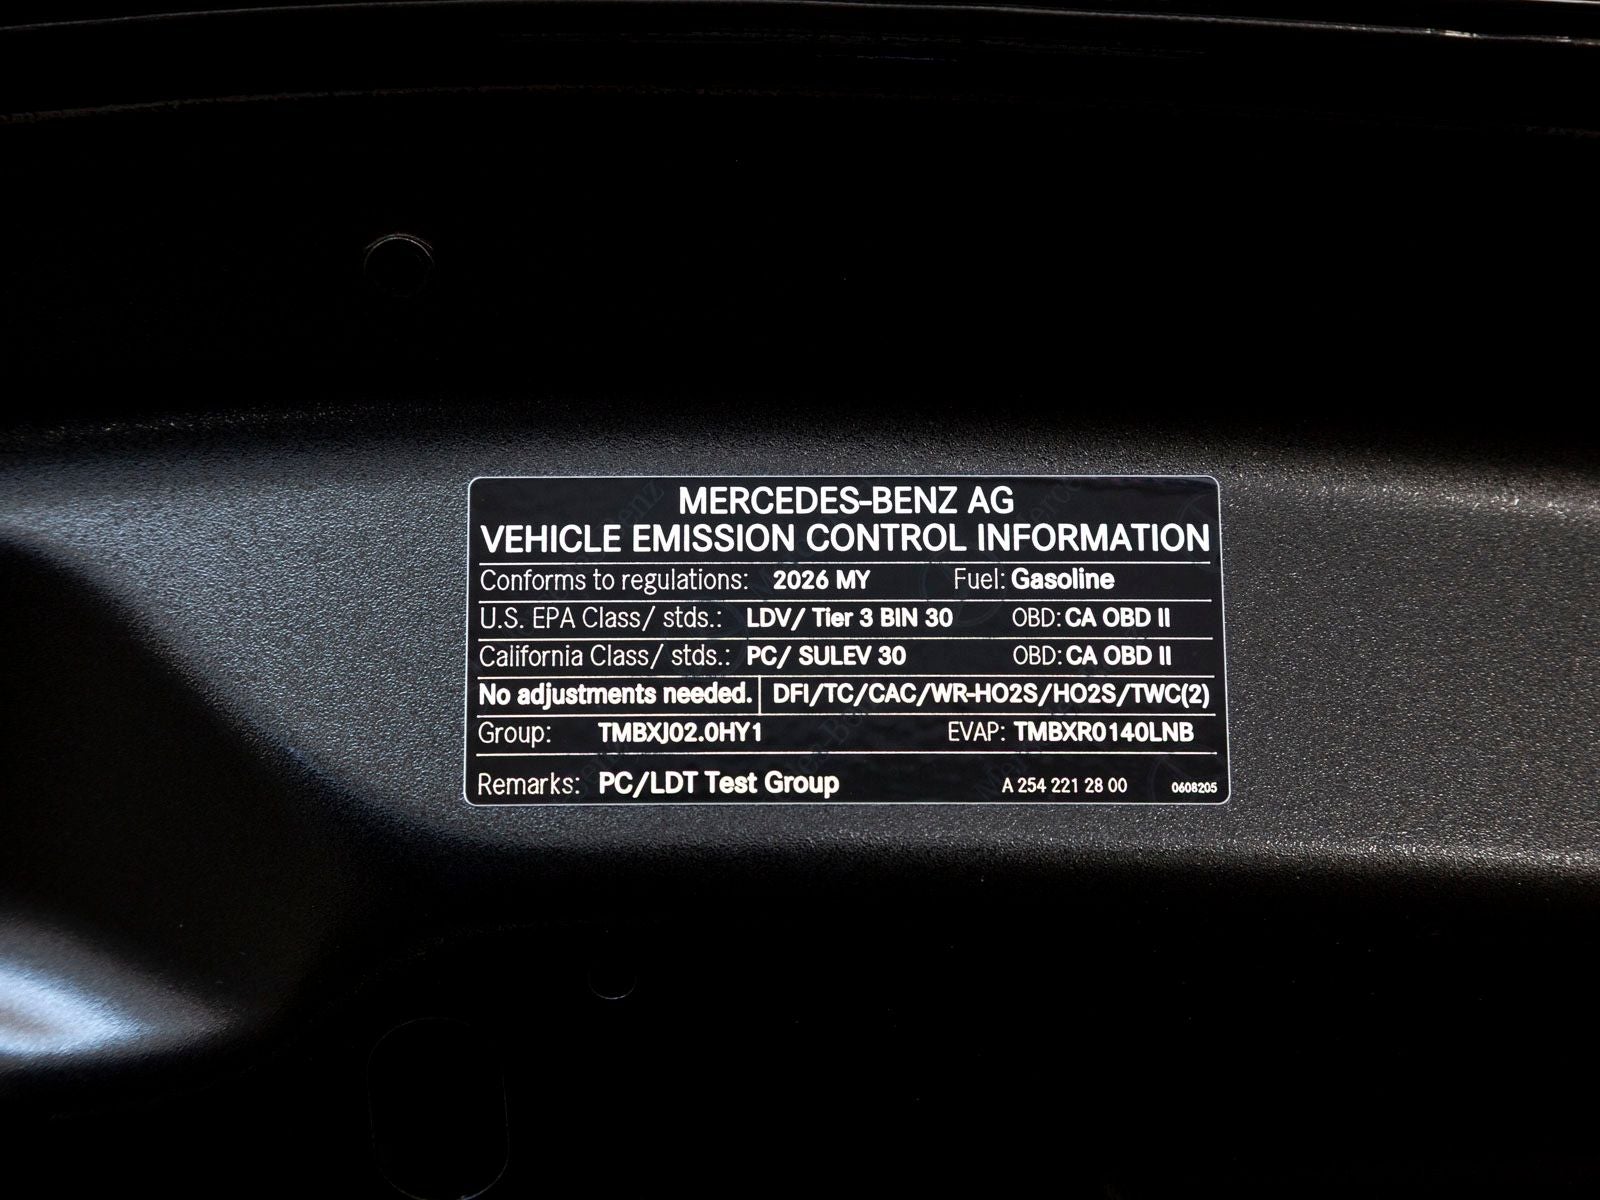 MERCEDES-BENZ AG
VEHICLE EMISSION CONTROL INFORMATION
Conforms to regulations: 2026 MY Fuel: Gasoline
U.S. EPA Class/ stds.: LDV/ Tier 3 BIN 30 OBD: CA OBD II
California Class/ stds.: PC/ SULEV 30 OBD: CA OBD II
No adjustments needed. DFI/TC/CAC/WR-HO2S/HO2S/TWC(2)
Group: TMBXJ02.0HY1 EVAP: TMBXR0140LNB
Remarks: PC/LDT Test Group A 254 221 28 00 0608205